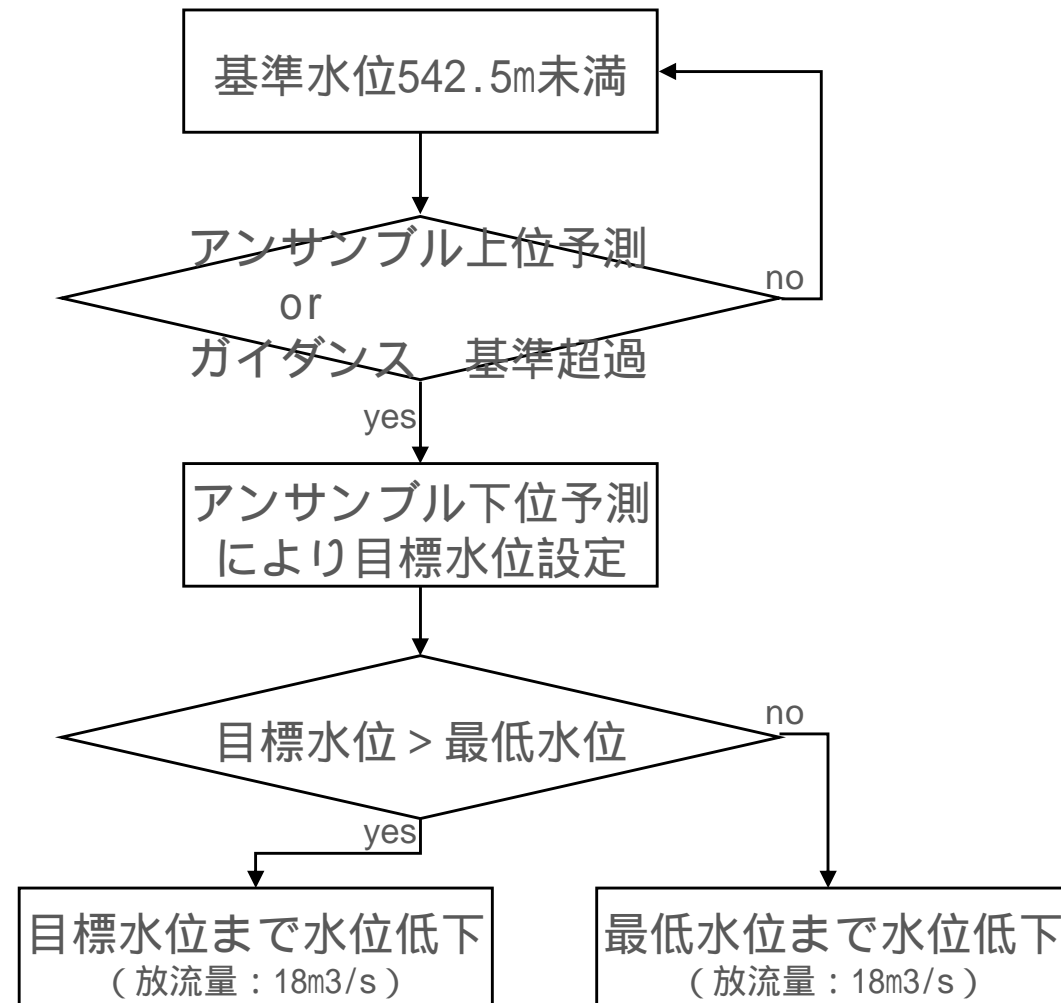 基準水位542.5m未満
アンサンブル上位予測
or
ガイダンス　基準超過
no
yes
アンサンブル下位予測
により目標水位設定
目標水位＞最低水位
no
yes
目標水位まで水位低下
（放流量：18m3/s）
最低水位まで水位低下
（放流量：18m3/s）